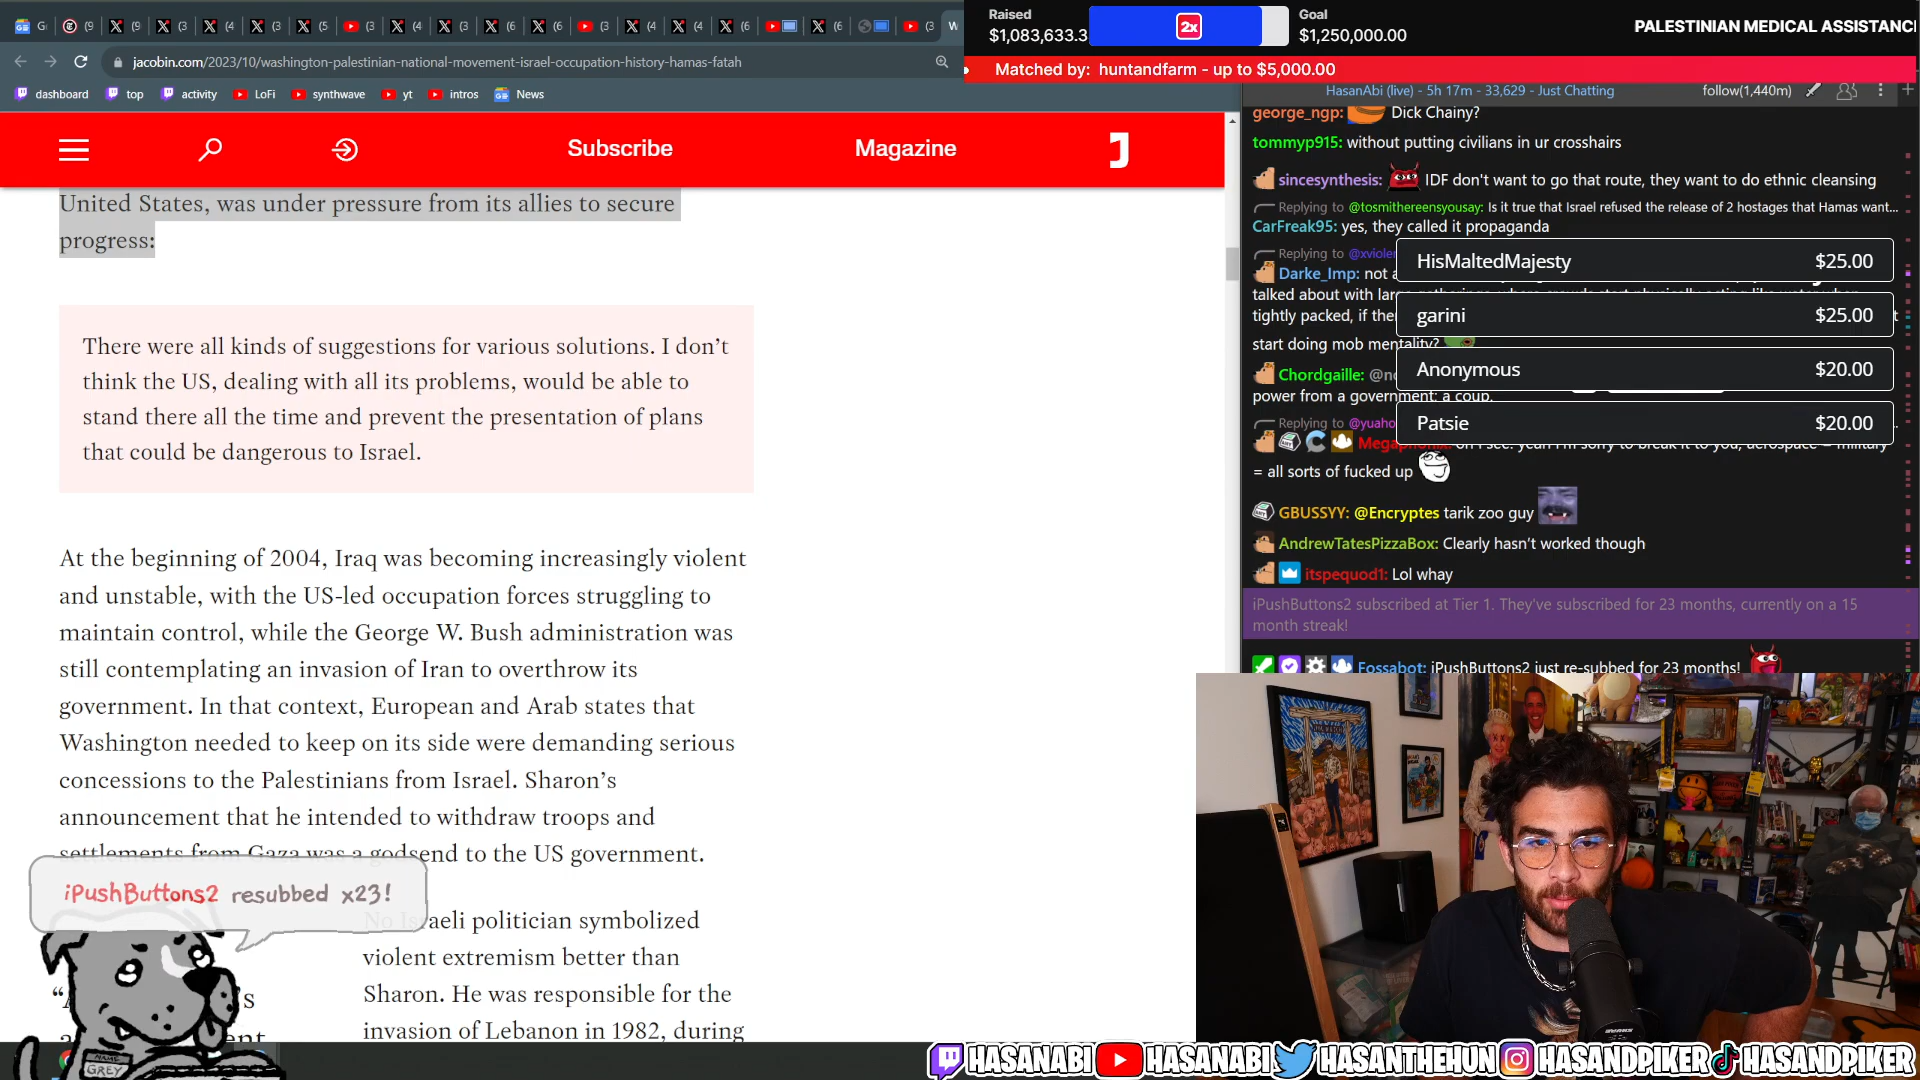 jacobin.com/2023/10/washington-palestinian-national-movement-israel-occupation-history-hamas-fatah
dashboard
top
activity
LoFi
synthwave
yt
intros
News
Raised
$1,083,633.3
2x
Goal
$1,250,000.00
PALESTINIAN MEDICAL ASSISTANC
Matched by: huntandfarm - up to $5,000.00
Subscribe
Magazine
United States, was under pressure from its allies to secure
progress:
There were all kinds of suggestions for various solutions. I don’t
think the US, dealing with all its problems, would be able to
stand there all the time and prevent the presentation of plans
that could be dangerous to Israel.
At the beginning of 2004, Iraq was becoming increasingly violent
and unstable, with the US-led occupation forces struggling to
maintain control, while the George W. Bush administration was
still contemplating an invasion of Iran to overthrow its
government. In that context, European and Arab states that
Washington needed to keep on its side were demanding serious
concessions to the Palestinians from Israel. Sharon’s
announcement that he intended to withdraw troops and
settlements from Gaza was a godsend to the US government.
No Israeli politician symbolized
violent extremism better than
Sharon. He was responsible for the
invasion of Lebanon in 1982, during
iPushButtons2 resubbed x23!
NAME
GREY
HasanAbi (live) - 5h 17m - 33,629 - Just Chatting
follow(1,440m)
george_ngp: Dick Chainy?
tommyp915: without putting civilians in ur crosshairs
sincesynthesis: IDF don't want to go that route, they want to do ethnic cleansing
Replying to @tosmithereensyousay: Is it true that Israel refused the release of 2 hostages that Hamas want...
CarFreak95: yes, they called it propaganda
Replying to
Darke_Imp: not
talked about with
tightly packed, if
start doing mob mentality?
Chordgaille:
power from a government: a coup.
Replying to
= all sorts of fucked up
GBUSSYY: @Encryptes tarik zoo guy
AndrewTatesPizzaBox: Clearly hasn't worked though
itspequod1: Lol whay
iPushButtons2 subscribed at Tier 1. They've subscribed for 23 months, currently on a 15
month streak!
Fossabot: iPushButtons2 just re-subbed for 23 months!
HisMaltedMajesty $25.00
garini $25.00
Anonymous $20.00
Patsie $20.00
HASANABI
HASANABI
HASANTHEHUN
HASANDPIKER
HASANDPIKER